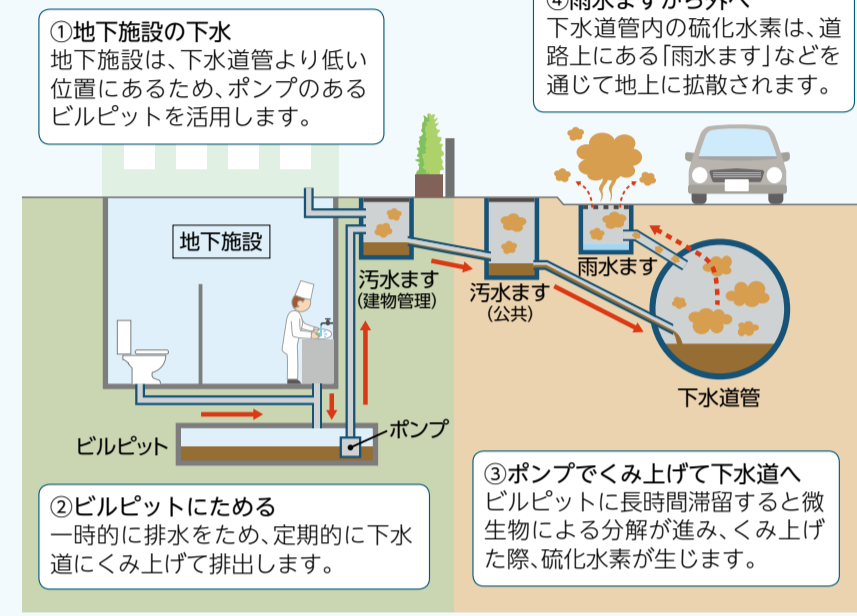 ①地下施設の下水
地下施設は、下水道管より低い
位置にあるため、ポンプのある
ビルピットを活用します。
④雨水ますから外へ
下水道管内の硫化水素は、道
路上にある「雨水ます」などを
通じて地上に拡散されます。
地下施設
汚水ます
(建物管理)
汚水ます
(公共)
雨水ます
下水道管
ビルピット
ポンプ
②ビルピットにためる
一時的に排水をため、定期的に下水
道にくみ上げて排出します。
③ポンプでくみ上げて下水道へ
ビルピットに長時間滞留すると微
生物による分解が進み、くみ上げ
た際、硫化水素が生じます。